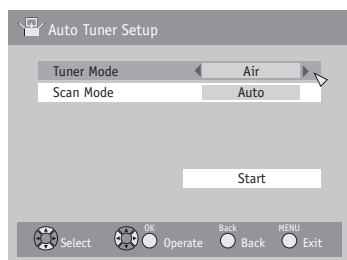 Auto Tuner Setup
Tuner Mode Air
Scan Mode Auto
Start
Select OK Operate Back Back MENU Exit